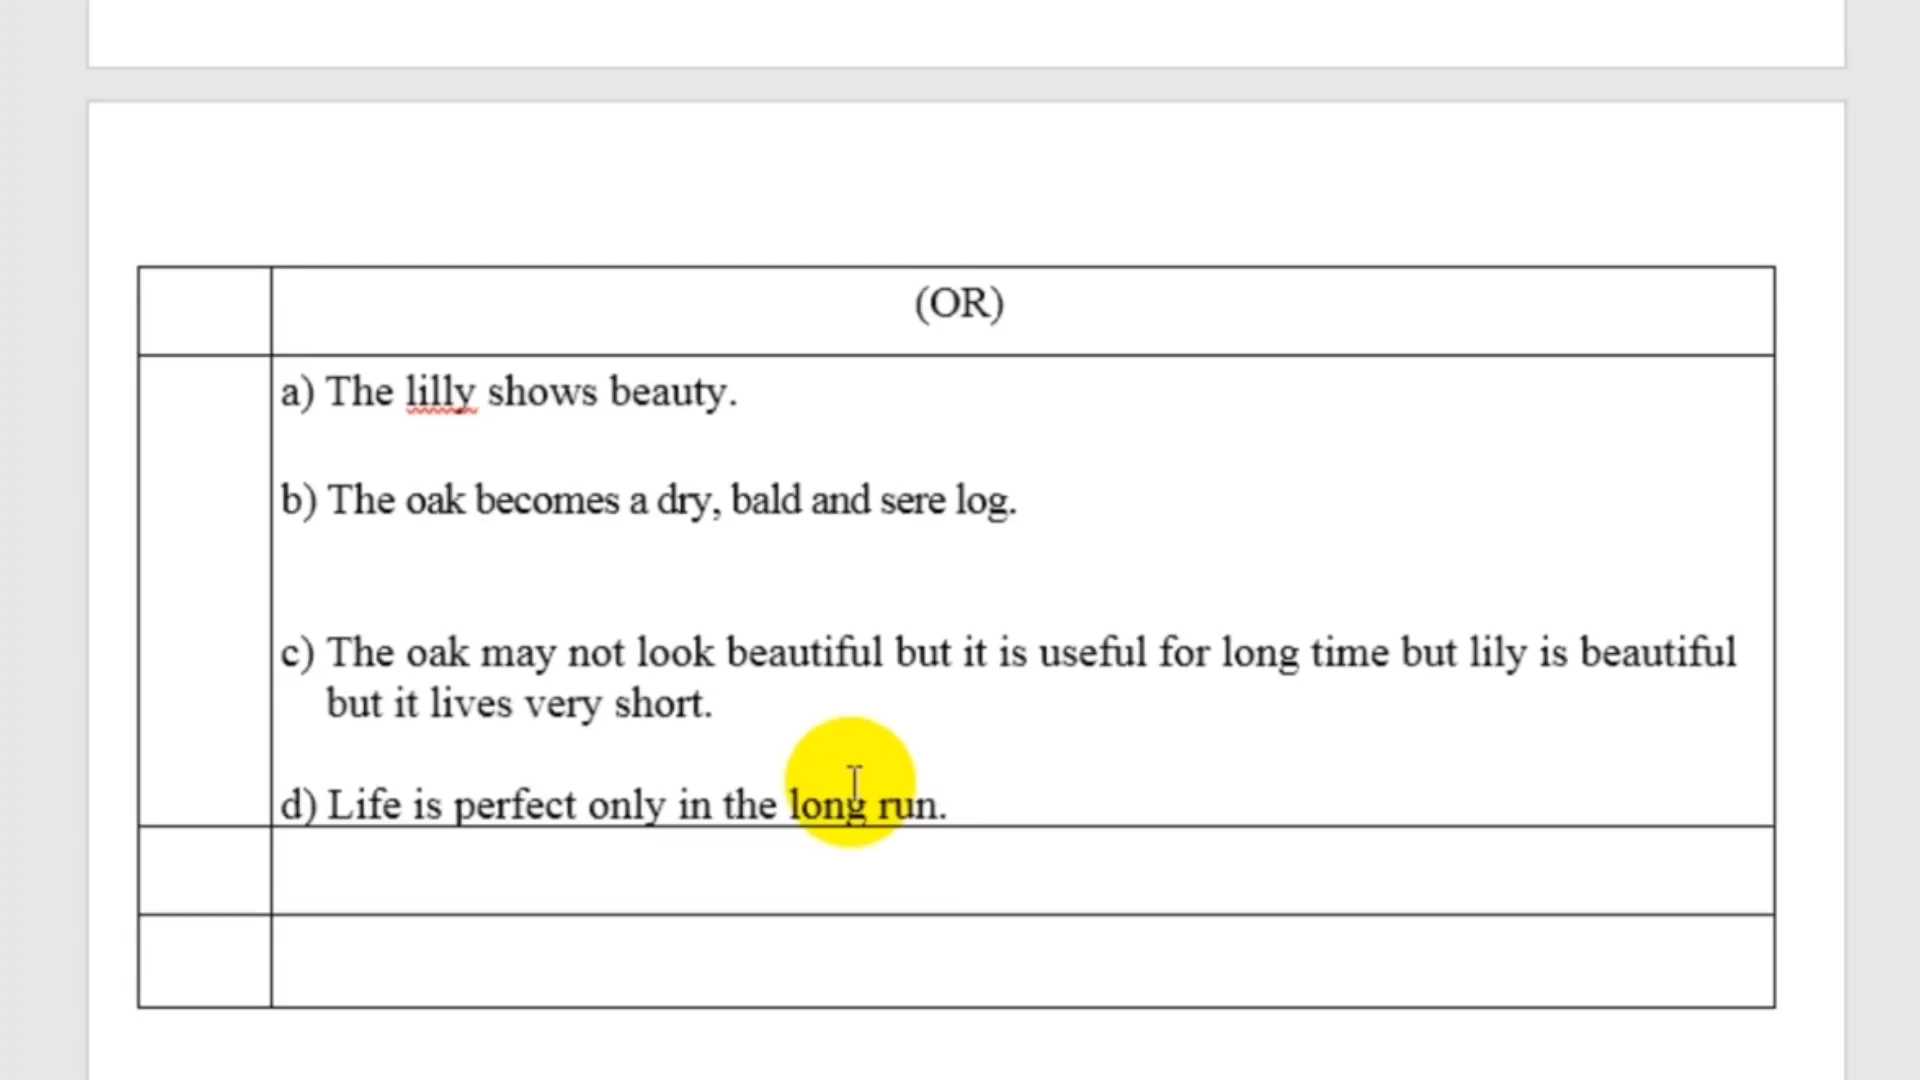 (OR)
a) The lilly shows beauty.
b) The oak becomes a dry, bald and sere log.
c) The oak may not look beautiful but it is useful for long time but lily is beautiful
but it lives very short.
d) Life is perfect only in the long run.